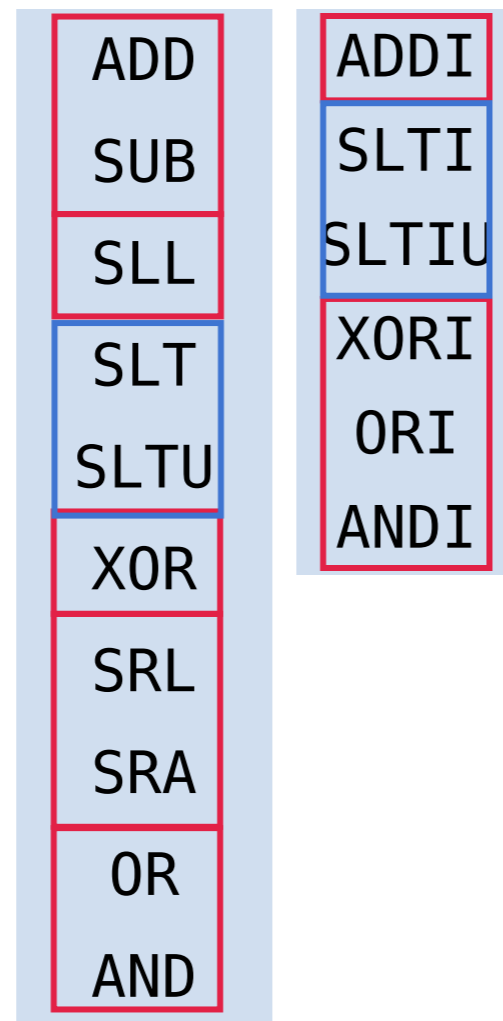 ADD
SUB
SLL
SLT
SLTU
XOR
SRL
SRA
OR
AND
ADDI
SLTI
SLTIU
XORI
ORI
ANDI